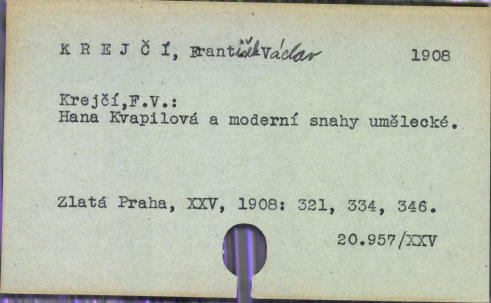 KREJČÍ, František Václav 1908
Krejčí,F.V.:
Hana Kvapilová a moderní snahy umělecké.
Zlatá Praha, XXV, 1908: 321, 334, 346.
20.957/XXV